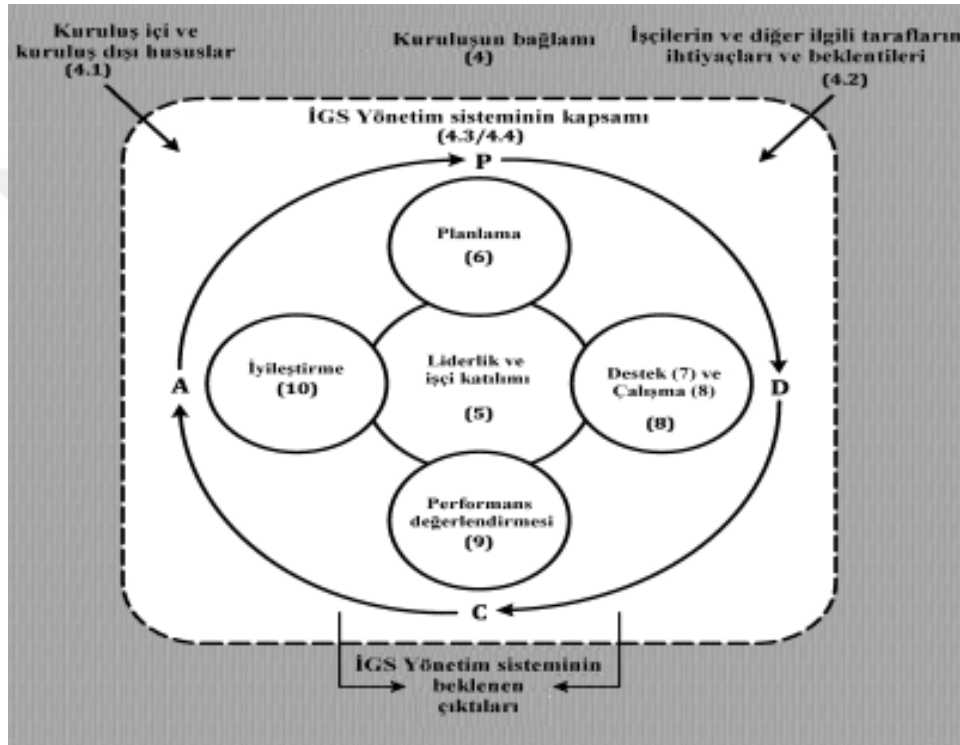 Kuruluş içi ve
kuruluş dışı hususlar
(4.1)
Kuruluşun bağlamı
(4)
İşçilerin ve diğer ilgili tarafların
ihtiyaçları ve beklentileri
(4.2)
İGS Yönetim sisteminin kapsamı
(4.3/4.4)
P
Planlama
(6)
A
İyileştirme
(10)
Liderlik ve
işçi katılımı
(5)
Destek (7) ve
Çalışma (8)
(8)
D
Performans
değerlendirmesi
(9)
C
İGS Yönetim sisteminin
beklenen
çıktıları